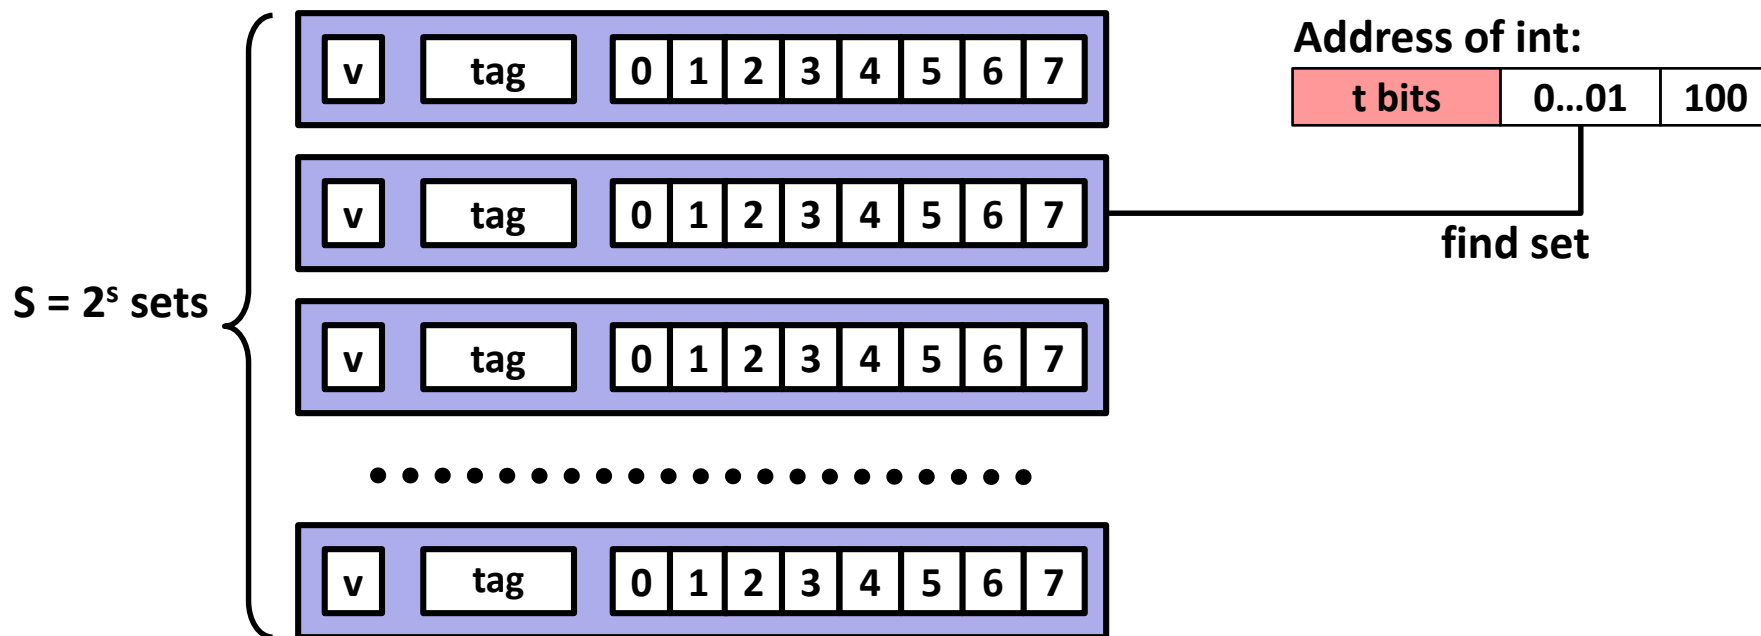 v tag 0 1 2 3 4 5 6 7
Address of int:
t bits 0...01 100
v tag 0 1 2 3 4 5 6 7
find set
S = 2ˢ sets
v tag 0 1 2 3 4 5 6 7
v tag 0 1 2 3 4 5 6 7